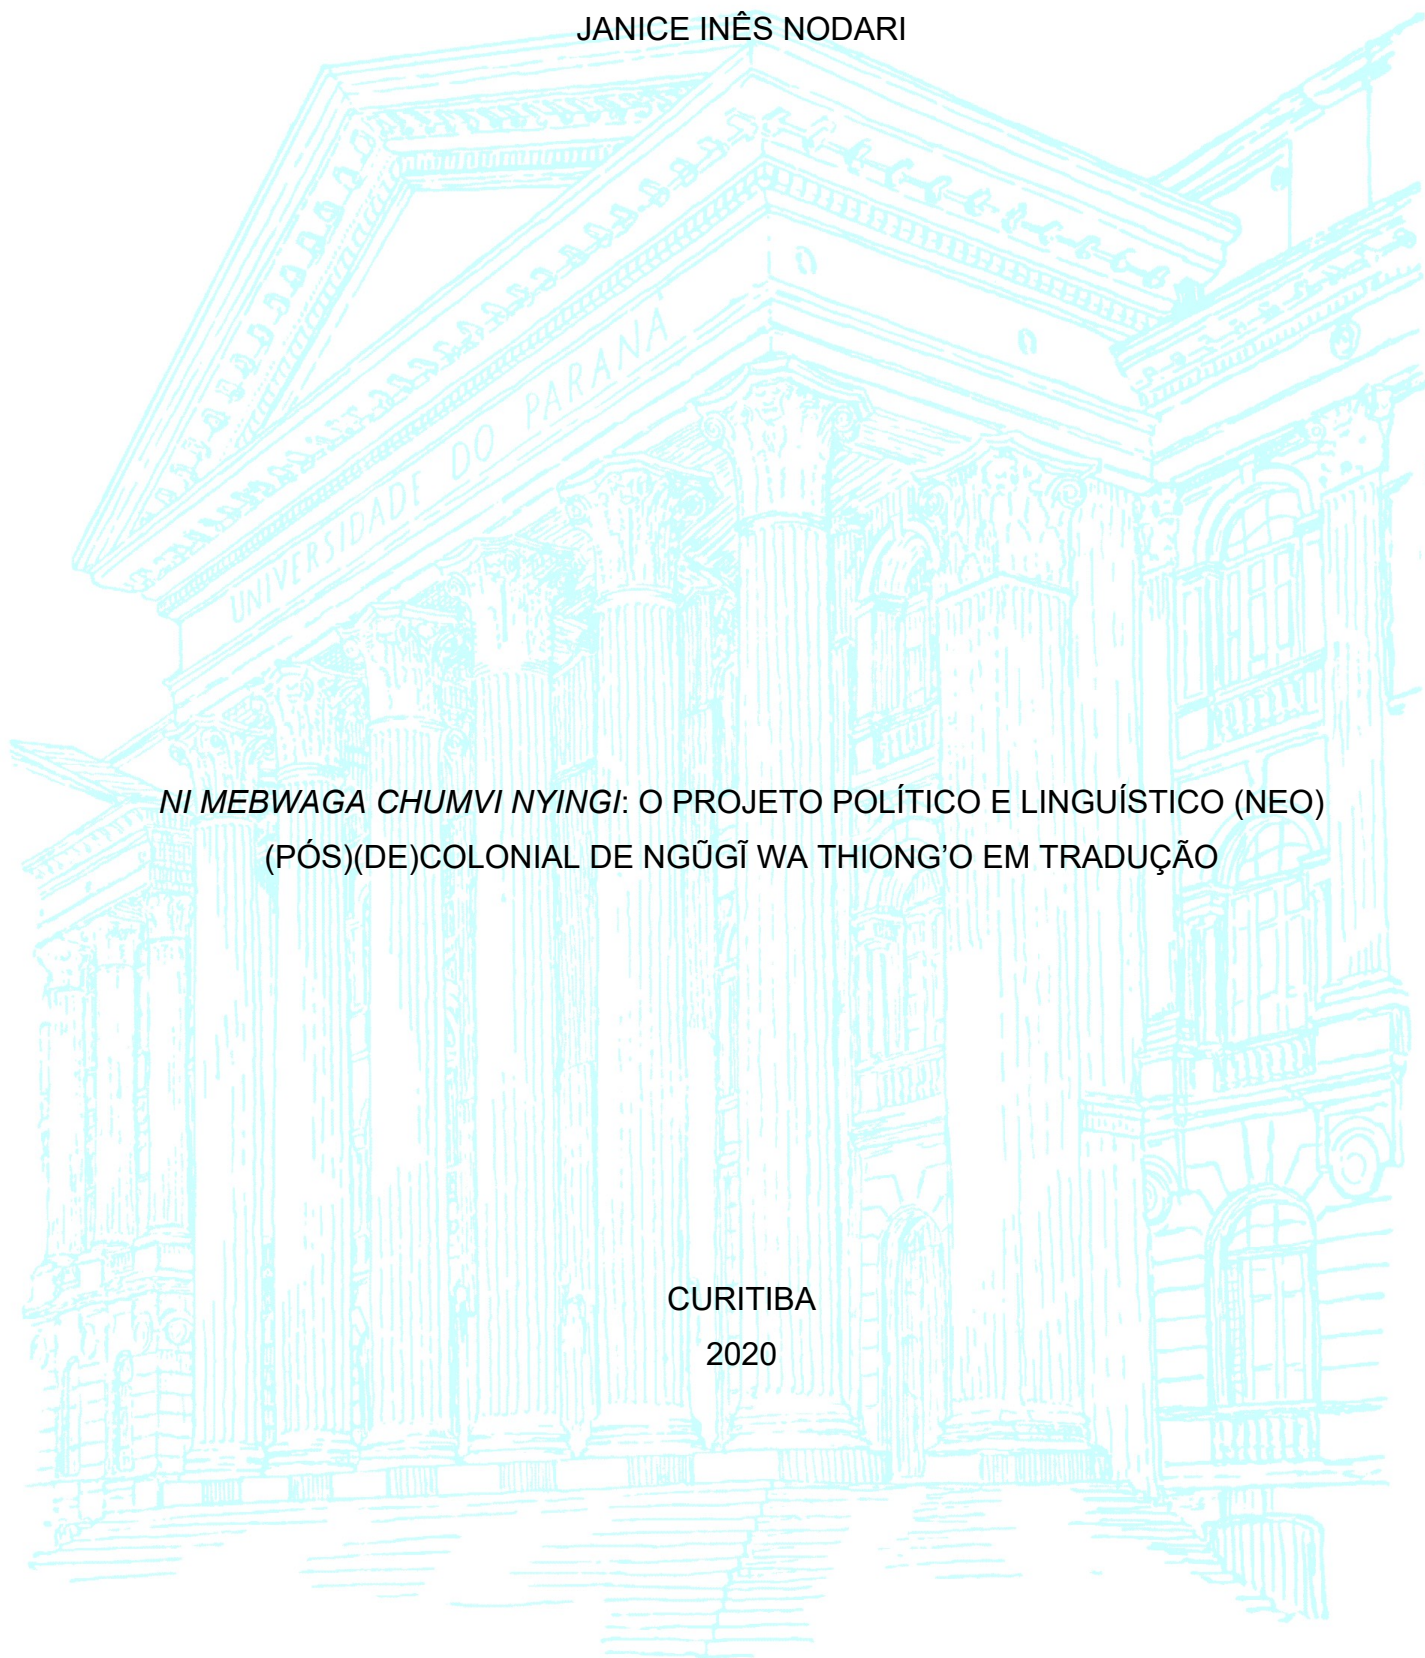 JANICE INÊS NODARI
UNIVERSIDADE DO PARANÁ
NI MEBWAGA CHUMVI NYINGI: O PROJETO POLÍTICO E LINGUÍSTICO (NEO)
(PÓS)(DE)COLONIAL DE NGŨGĨ WA THIONG’O EM TRADUÇÃO
CURITIBA
2020